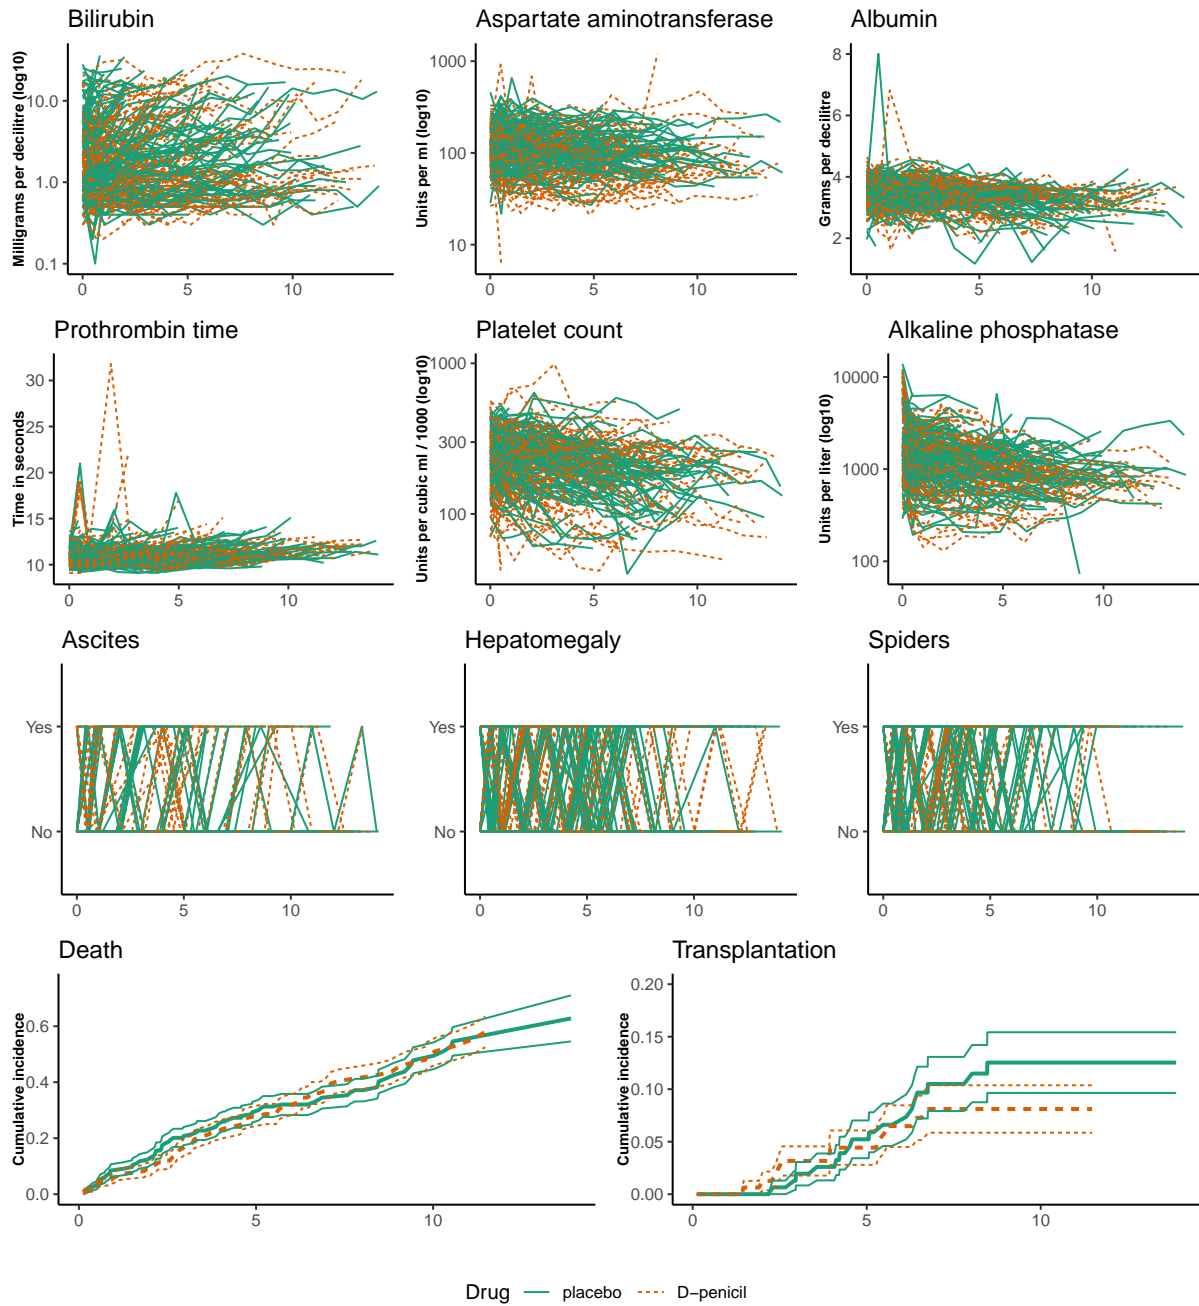 Bilirubin
Aspartate aminotransferase
Albumin
Milligrams per decilitre (log10)
10.0
1.0
0.1
0
5
10
Units per ml (log10)
1000
100
10
0
5
10
Grams per decilitre
8
6
4
2
0
5
10
Prothrombin time
Platelet count
Alkaline phosphatase
Time in seconds
30
25
20
15
10
0
5
10
Units per cubic ml / 1000 (log10)
1000
300
100
0
5
10
Units per liter (log10)
10000
1000
100
0
5
10
Ascites
Hepatomegaly
Spiders
Yes
No
0
5
10
Yes
No
0
5
10
Yes
No
0
5
10
Death
Transplantation
Cumulative incidence
0.6
0.4
0.2
0.0
0
5
10
Cumulative incidence
0.20
0.15
0.10
0.05
0.00
0
5
10
Drug placebo D−penicil